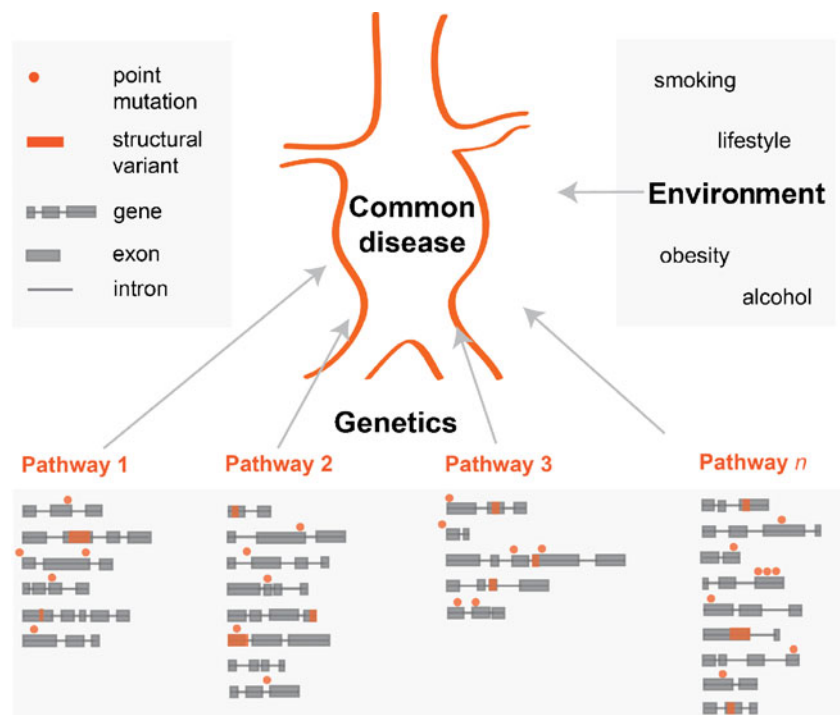 point
mutation
structural
variant
gene
exon
intron
Common
disease
smoking
lifestyle
Environment
obesity
alcohol
Genetics
Pathway 1
Pathway 2
Pathway 3
Pathway n